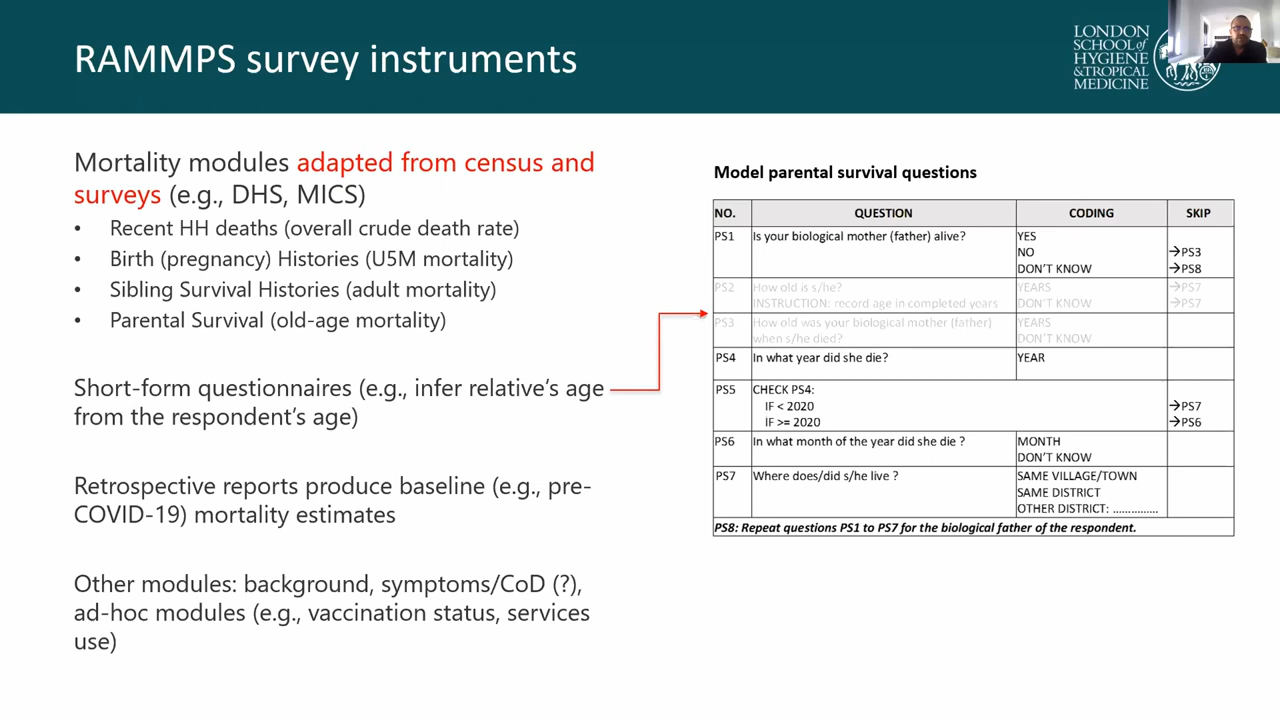 RAMMPS survey instruments
LONDON
SCHOOL of
HYGIENE
& TROPICAL
MEDICINE
Mortality modules adapted from census and
surveys (e.g., DHS, MICS)
• Recent HH deaths (overall crude death rate)
• Birth (pregnancy) Histories (U5M mortality)
• Sibling Survival Histories (adult mortality)
• Parental Survival (old-age mortality)
Short-form questionnaires (e.g., infer relative's age
from the respondent's age)
Retrospective reports produce baseline (e.g., pre-
COVID-19) mortality estimates
Other modules: background, symptoms/CoD (?),
ad-hoc modules (e.g., vaccination status, services
use)
Model parental survival questions
NO. QUESTION CODING SKIP
PS1 Is your biological mother (father) alive? YES
NO →PS3
DON'T KNOW →PS8
PS2 How old is s/he? YEARS →PS7
INSTRUCTION: record age in completed years DON'T KNOW →PS7
PS3 How old was your biological mother (father) YEARS
when s/he died? DON'T KNOW
PS4 In what year did she die? YEAR
PS5 CHECK PS4:
IF < 2020 →PS7
IF >= 2020 →PS6
PS6 In what month of the year did she die ? MONTH
DON'T KNOW
PS7 Where does/did s/he live ? SAME VILLAGE/TOWN
SAME DISTRICT
OTHER DISTRICT: ..............
PS8: Repeat questions PS1 to PS7 for the biological father of the respondent.